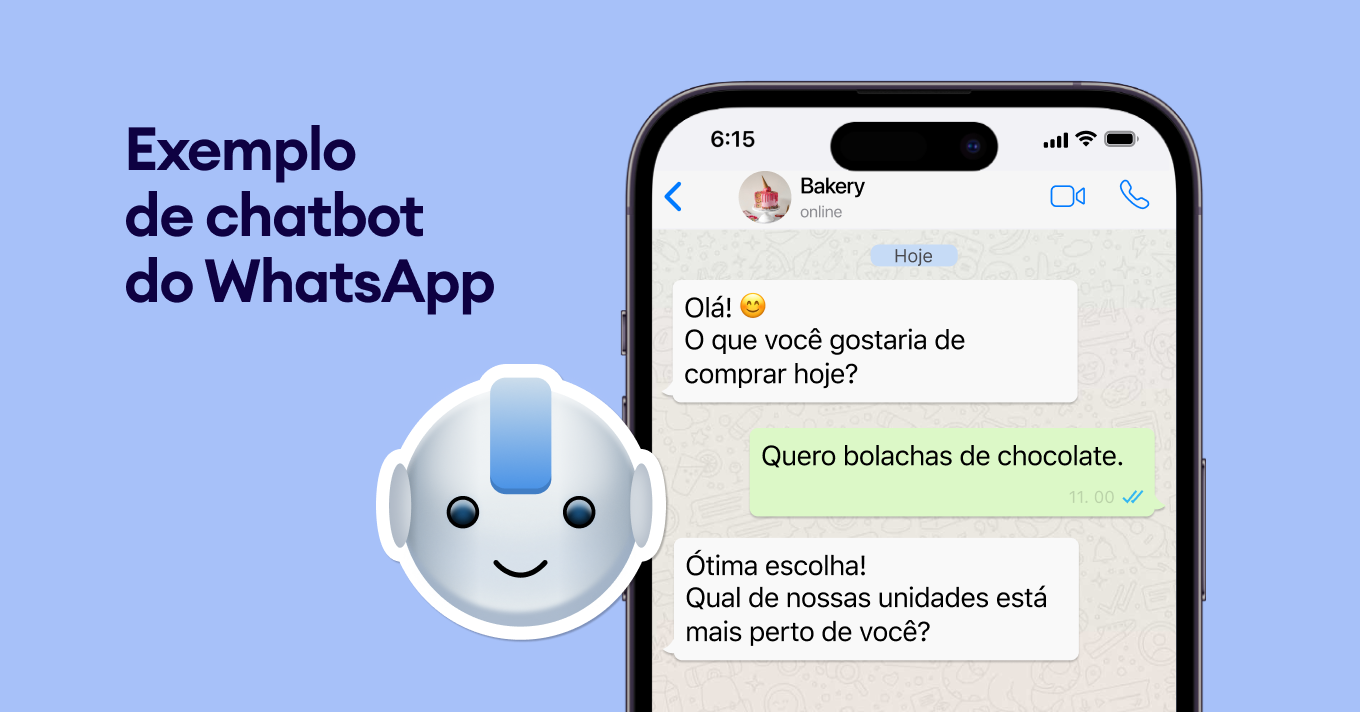 Exemplo
de chatbot
do WhatsApp
6:15
Bakery
online
Hoje
Olá! 😊
O que você gostaria de
comprar hoje?
Quero bolachas de chocolate.
11. 00
Ótima escolha!
Qual de nossas unidades está
mais perto de você?